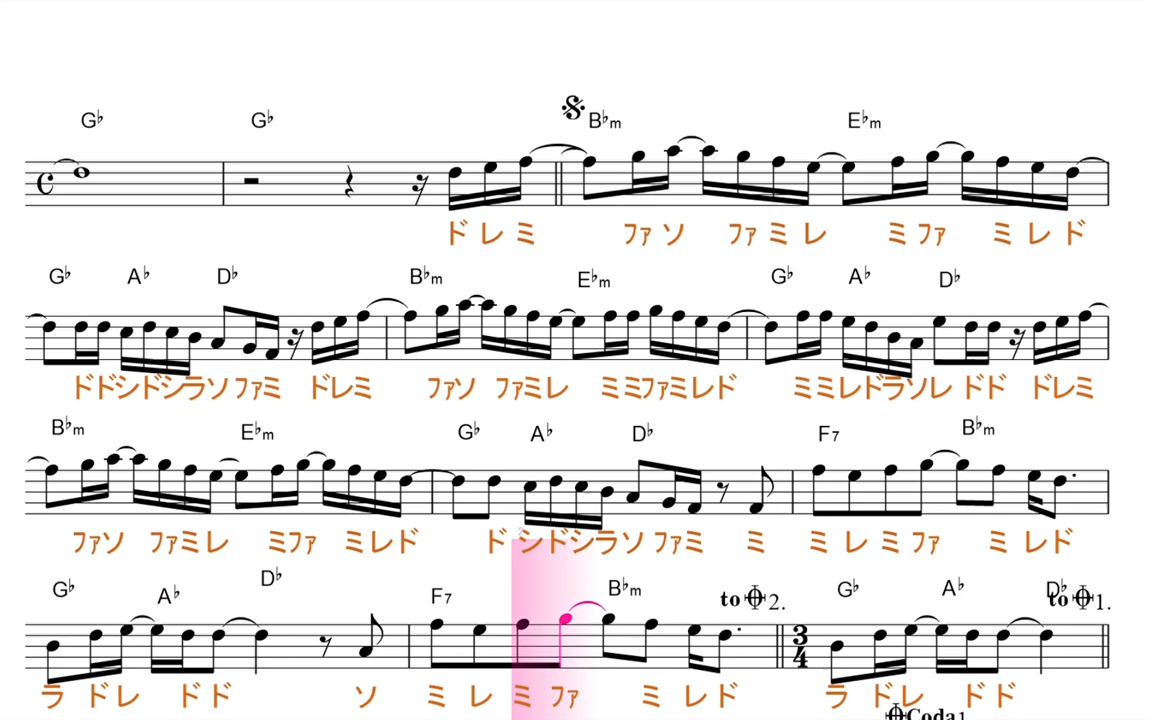 G♭ G♭ B♭m E♭m
ド レ ミ ファ ソ ファ ミ レ ミ ファ ミ レ ド
G♭ A♭ D♭ B♭m E♭m G♭ A♭ D♭
ドドシドシラソ ファミ ドレミ ファソ ファミレ ミミファミレド ミミレドラソレ ドド ドレミ
B♭m E♭m G♭ A♭ D♭ F7 B♭m
ファソ ファミレ ミファ ミレド ド シドシラソ ファミ ミ ミ レ ミ ファ ミ レド
G♭ A♭ D♭ F7 B♭m to 2. G♭ A♭ D♭ to 1.
3
4
ラ ドレ ドド ソ ミ レ ミ ファ ミ レド ラ ドレ ドド
Coda1